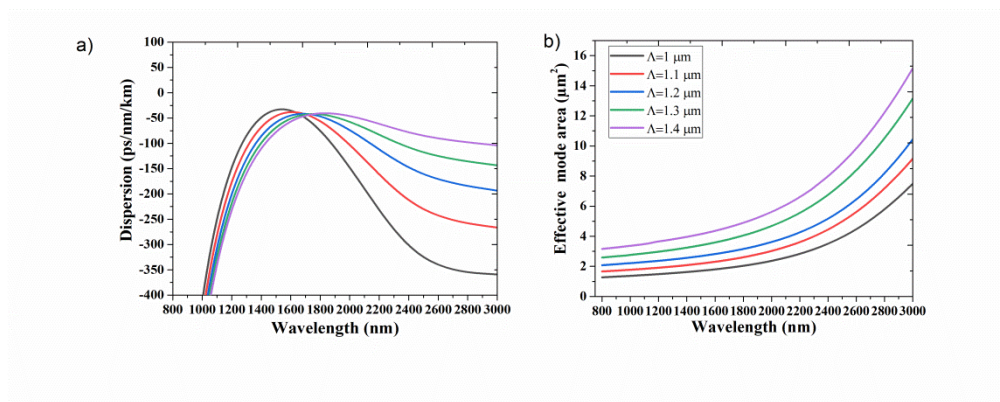 a)
100
50
0
-50
-100
-150
-200
-250
-300
-350
-400
Dispersion (ps/nm/km)
800 1000 1200 1400 1600 1800 2000 2200 2400 2600 2800 3000
Wavelength (nm)
b)
16
14
12
10
8
6
4
2
0
Effective mode area (µm²)
Λ=1 µm
Λ=1.1 µm
Λ=1.2 µm
Λ=1.3 µm
Λ=1.4 µm
800 1000 1200 1400 1600 1800 2000 2200 2400 2600 2800 3000
Wavelength (nm)